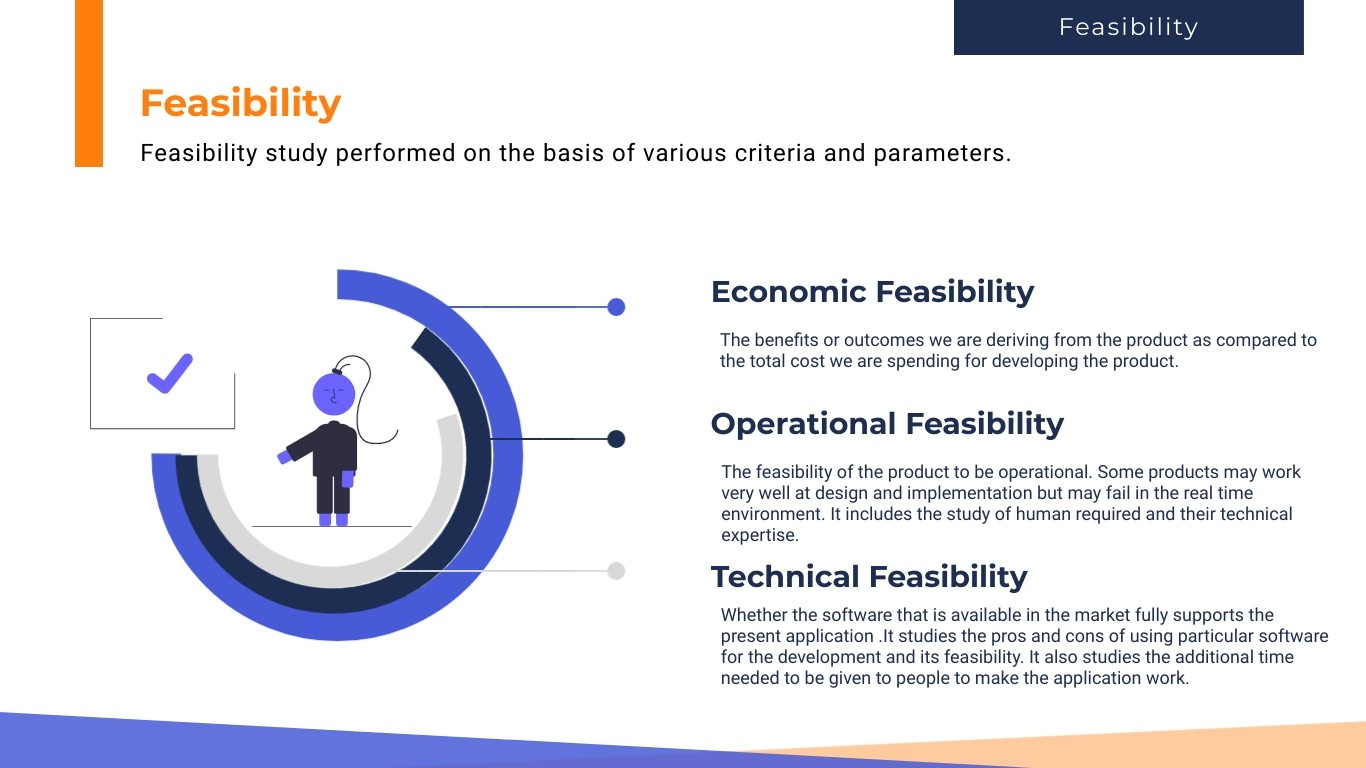 Feasibility
Feasibility
Feasibility study performed on the basis of various criteria and parameters.
Economic Feasibility
The benefits or outcomes we are deriving from the product as compared to
the total cost we are spending for developing the product.
Operational Feasibility
The feasibility of the product to be operational. Some products may work
very well at design and implementation but may fail in the real time
environment. It includes the study of human required and their technical
expertise.
Technical Feasibility
Whether the software that is available in the market fully supports the
present application .It studies the pros and cons of using particular software
for the development and its feasibility. It also studies the additional time
needed to be given to people to make the application work.